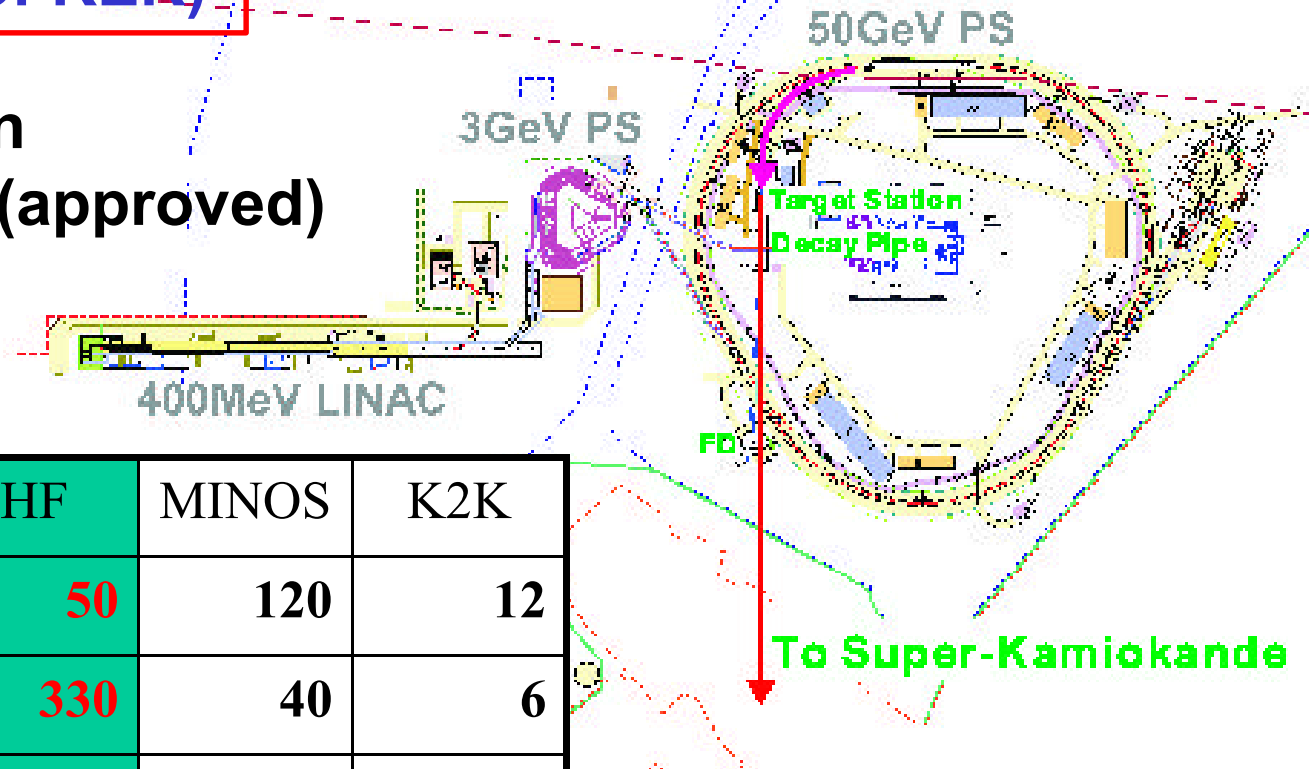 50GeV PS
3GeV PS
n
(approved)
Target Station
Decay Pipe
400MeV LINAC
FD
HF MINOS K2K
50 120 12
330 40 6
To Super-Kamiokande